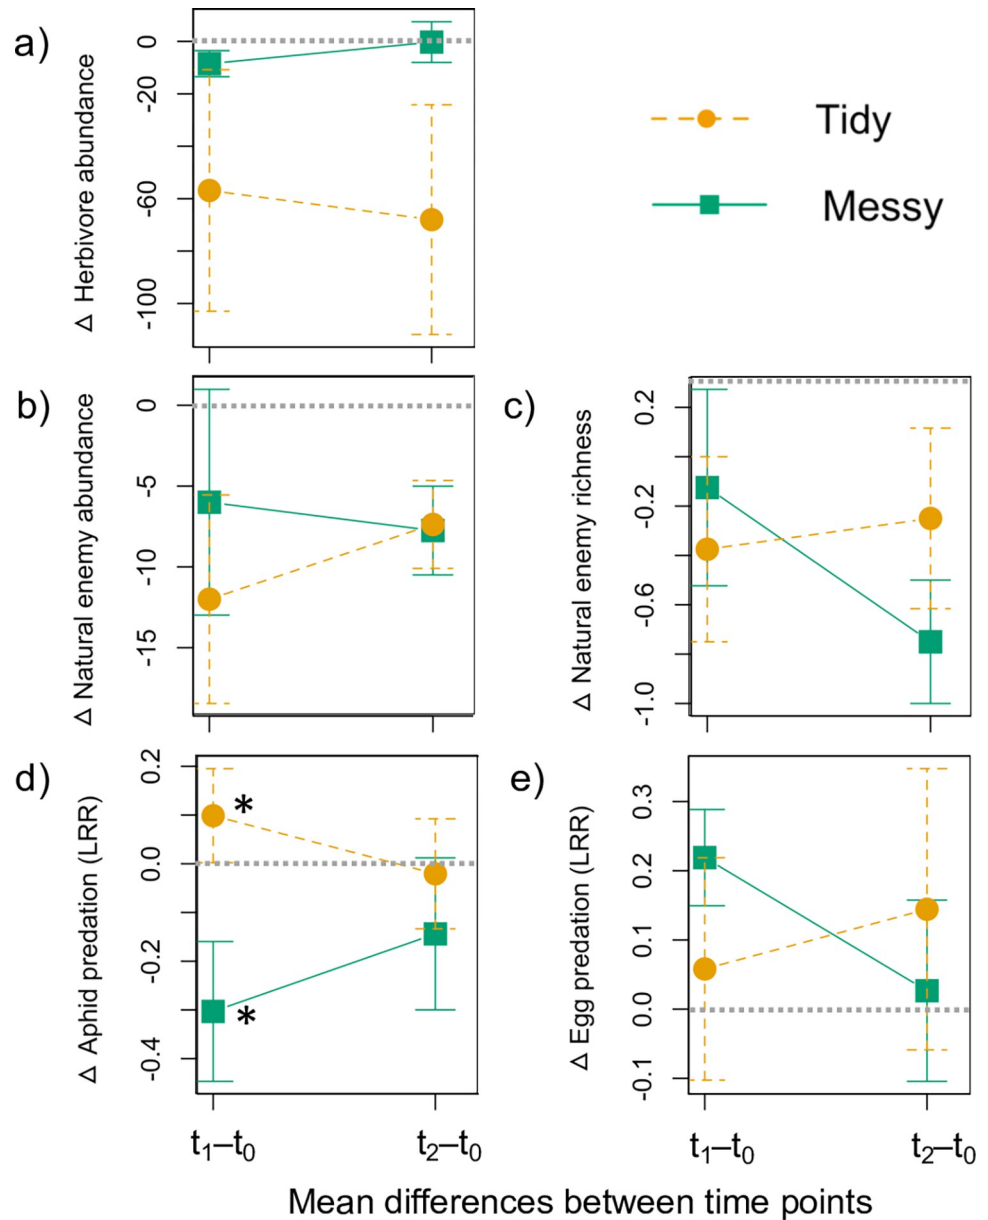 a)
Δ Herbivore abundance
0
-20
-60
-100
Tidy
Messy
b)
Δ Natural enemy abundance
0
-5
-10
-15
c)
Δ Natural enemy richness
0.2
-0.2
-0.6
-1.0
d)
Δ Aphid predation (LRR)
0.2
0.0
-0.2
-0.4
*
*
t₁–t₀
t₂–t₀
e)
Δ Egg predation (LRR)
0.3
0.2
0.1
0.0
-0.1
t₁–t₀
t₂–t₀
Mean differences between time points